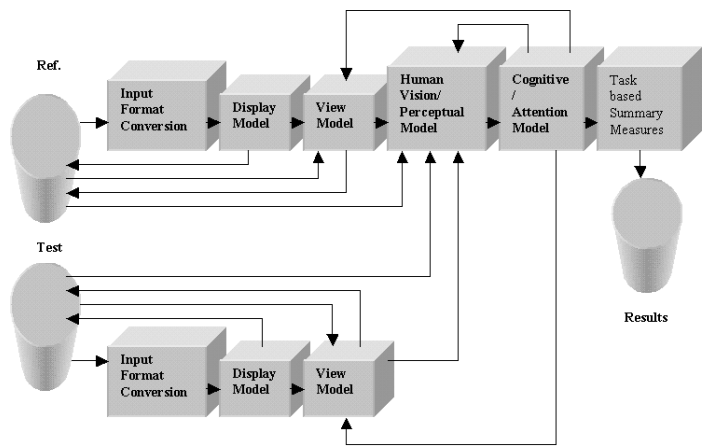 Ref.
Input
Format
Conversion
Display
Model
View
Model
Human
Vision/
Perceptual
Model
Cognitive
/
Attention
Model
Task
based
Summary
Measures
Test
Results
Input
Format
Conversion
Display
Model
View
Model